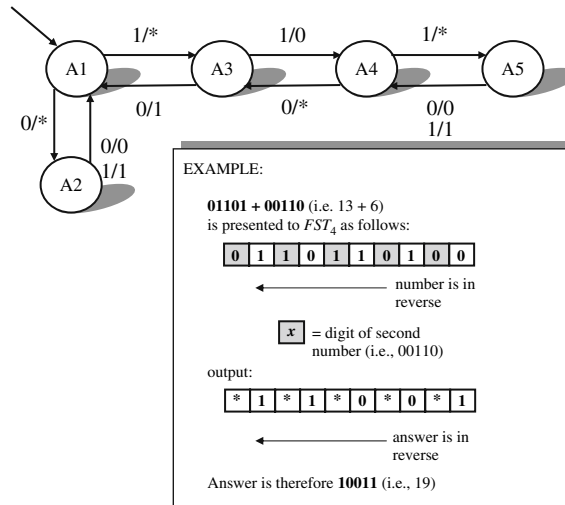 1/*
1/0
1/*
A1
A3
A4
A5
0/1
0/*
0/0
1/1
0/*
0/0
1/1
A2
EXAMPLE:
01101 + 00110 (i.e. 13 + 6)
is presented to FST4 as follows:
0 1 1 0 1 1 0 1 0 0
number is in
reverse
x = digit of second
number (i.e., 00110)
output:
* 1 * 1 * 0 * 0 * 1
answer is in
reverse
Answer is therefore 10011 (i.e., 19)